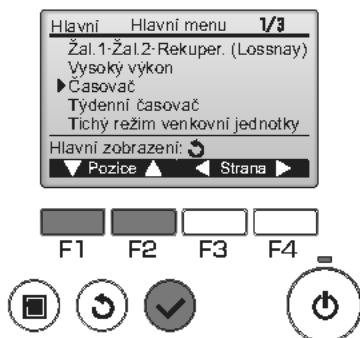 Hlavní Hlavní menu 1/3
Žal.1-Žal.2-Rekuper. (Lossnay)
Vysoký výkon
Časovač
Týdenní časovač
Tichý režim venkovní jednotky
Hlavní zobrazení:
Pozice Strana
F1 F2 F3 F4